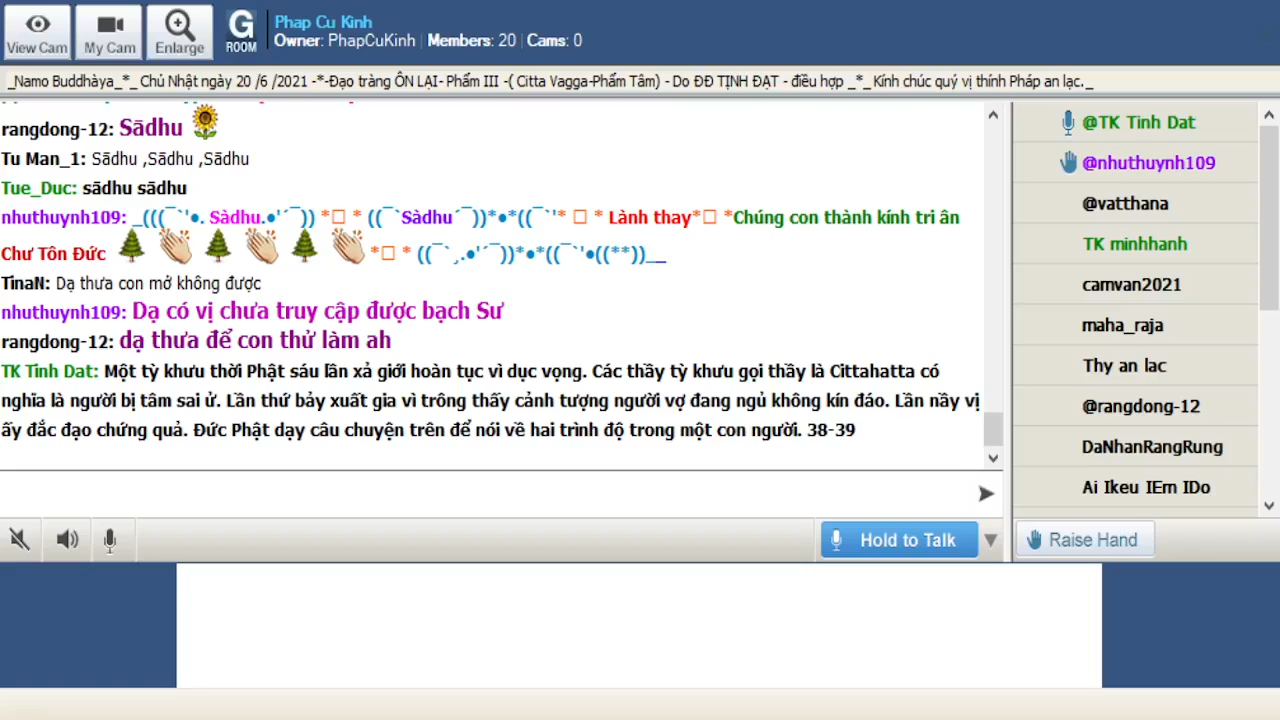 View Cam
My Cam
Enlarge
G
ROOM
Phap Cu Kinh
Owner: PhapCuKinh | Members: 20 | Cams: 0
_Namo Buddhàya_*_ Chủ Nhật ngày 20 /6 /2021 -*-Đạo tràng ÔN LẠI- Phẩm III -( Citta Vagga-Phẩm Tâm) - Do ĐĐ TỊNH ĐẠT - điều hợp _*_Kính chúc quý vị thính Pháp an lạc._
rangdong-12: Sādhu
Tu Man_1: Sādhu ,Sādhu ,Sādhu
Tue_Duc: sādhu sādhu
nhuthuynh109: _(((¯`'●. Sàdhu.●'´¯)) *□ * ((¯`Sàdhu´¯))*●*((¯`'* □ * Lành thay*□ *Chúng con thành kính tri ân
Chư Tôn Đức *□ * ((¯`¸.●'´¯))*●*((¯`'●((**))__
TinaN: Dạ thưa con mở không được
nhuthuynh109: Dạ có vị chưa truy cập được bạch Sư
rangdong-12: dạ thưa để con thử làm ah
TK Tinh Dat: Một tỳ khưu thời Phật sáu lần xả giới hoàn tục vì dục vọng. Các thầy tỳ khưu gọi thầy là Cittahatta có
nghĩa là người bị tâm sai ử. Lần thứ bảy xuất gia vì trông thấy cảnh tượng người vợ đang ngủ không kín đáo. Lần nầy vị
ấy đắc đạo chứng quả. Đức Phật dạy câu chuyện trên để nói về hai trình độ trong một con người. 38-39
@TK Tinh Dat
@nhuthuynh109
@vatthana
TK minhhanh
camvan2021
maha_raja
Thy an lac
@rangdong-12
DaNhanRangRung
Ai Ikeu IEm IDo
Hold to Talk
Raise Hand